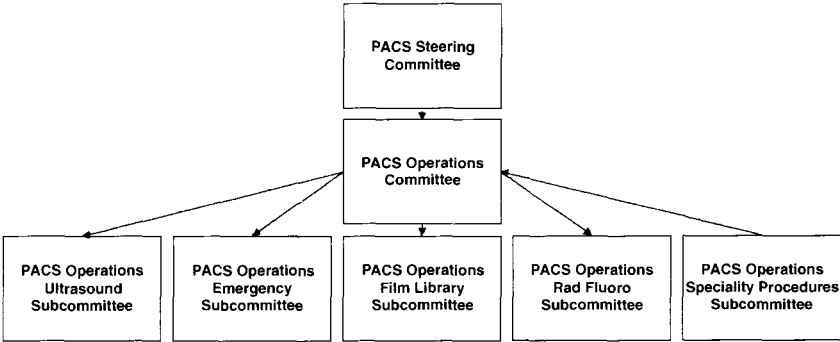 PACS Steering
Committee
PACS Operations
Committee
PACS Operations
Ultrasound
Subcommittee
PACS Operations
Emergency
Subcommittee
PACS Operations
Film Library
Subcommittee
PACS Operations
Rad Fluoro
Subcommittee
PACS Operations
Speciality Procedures
Subcommittee